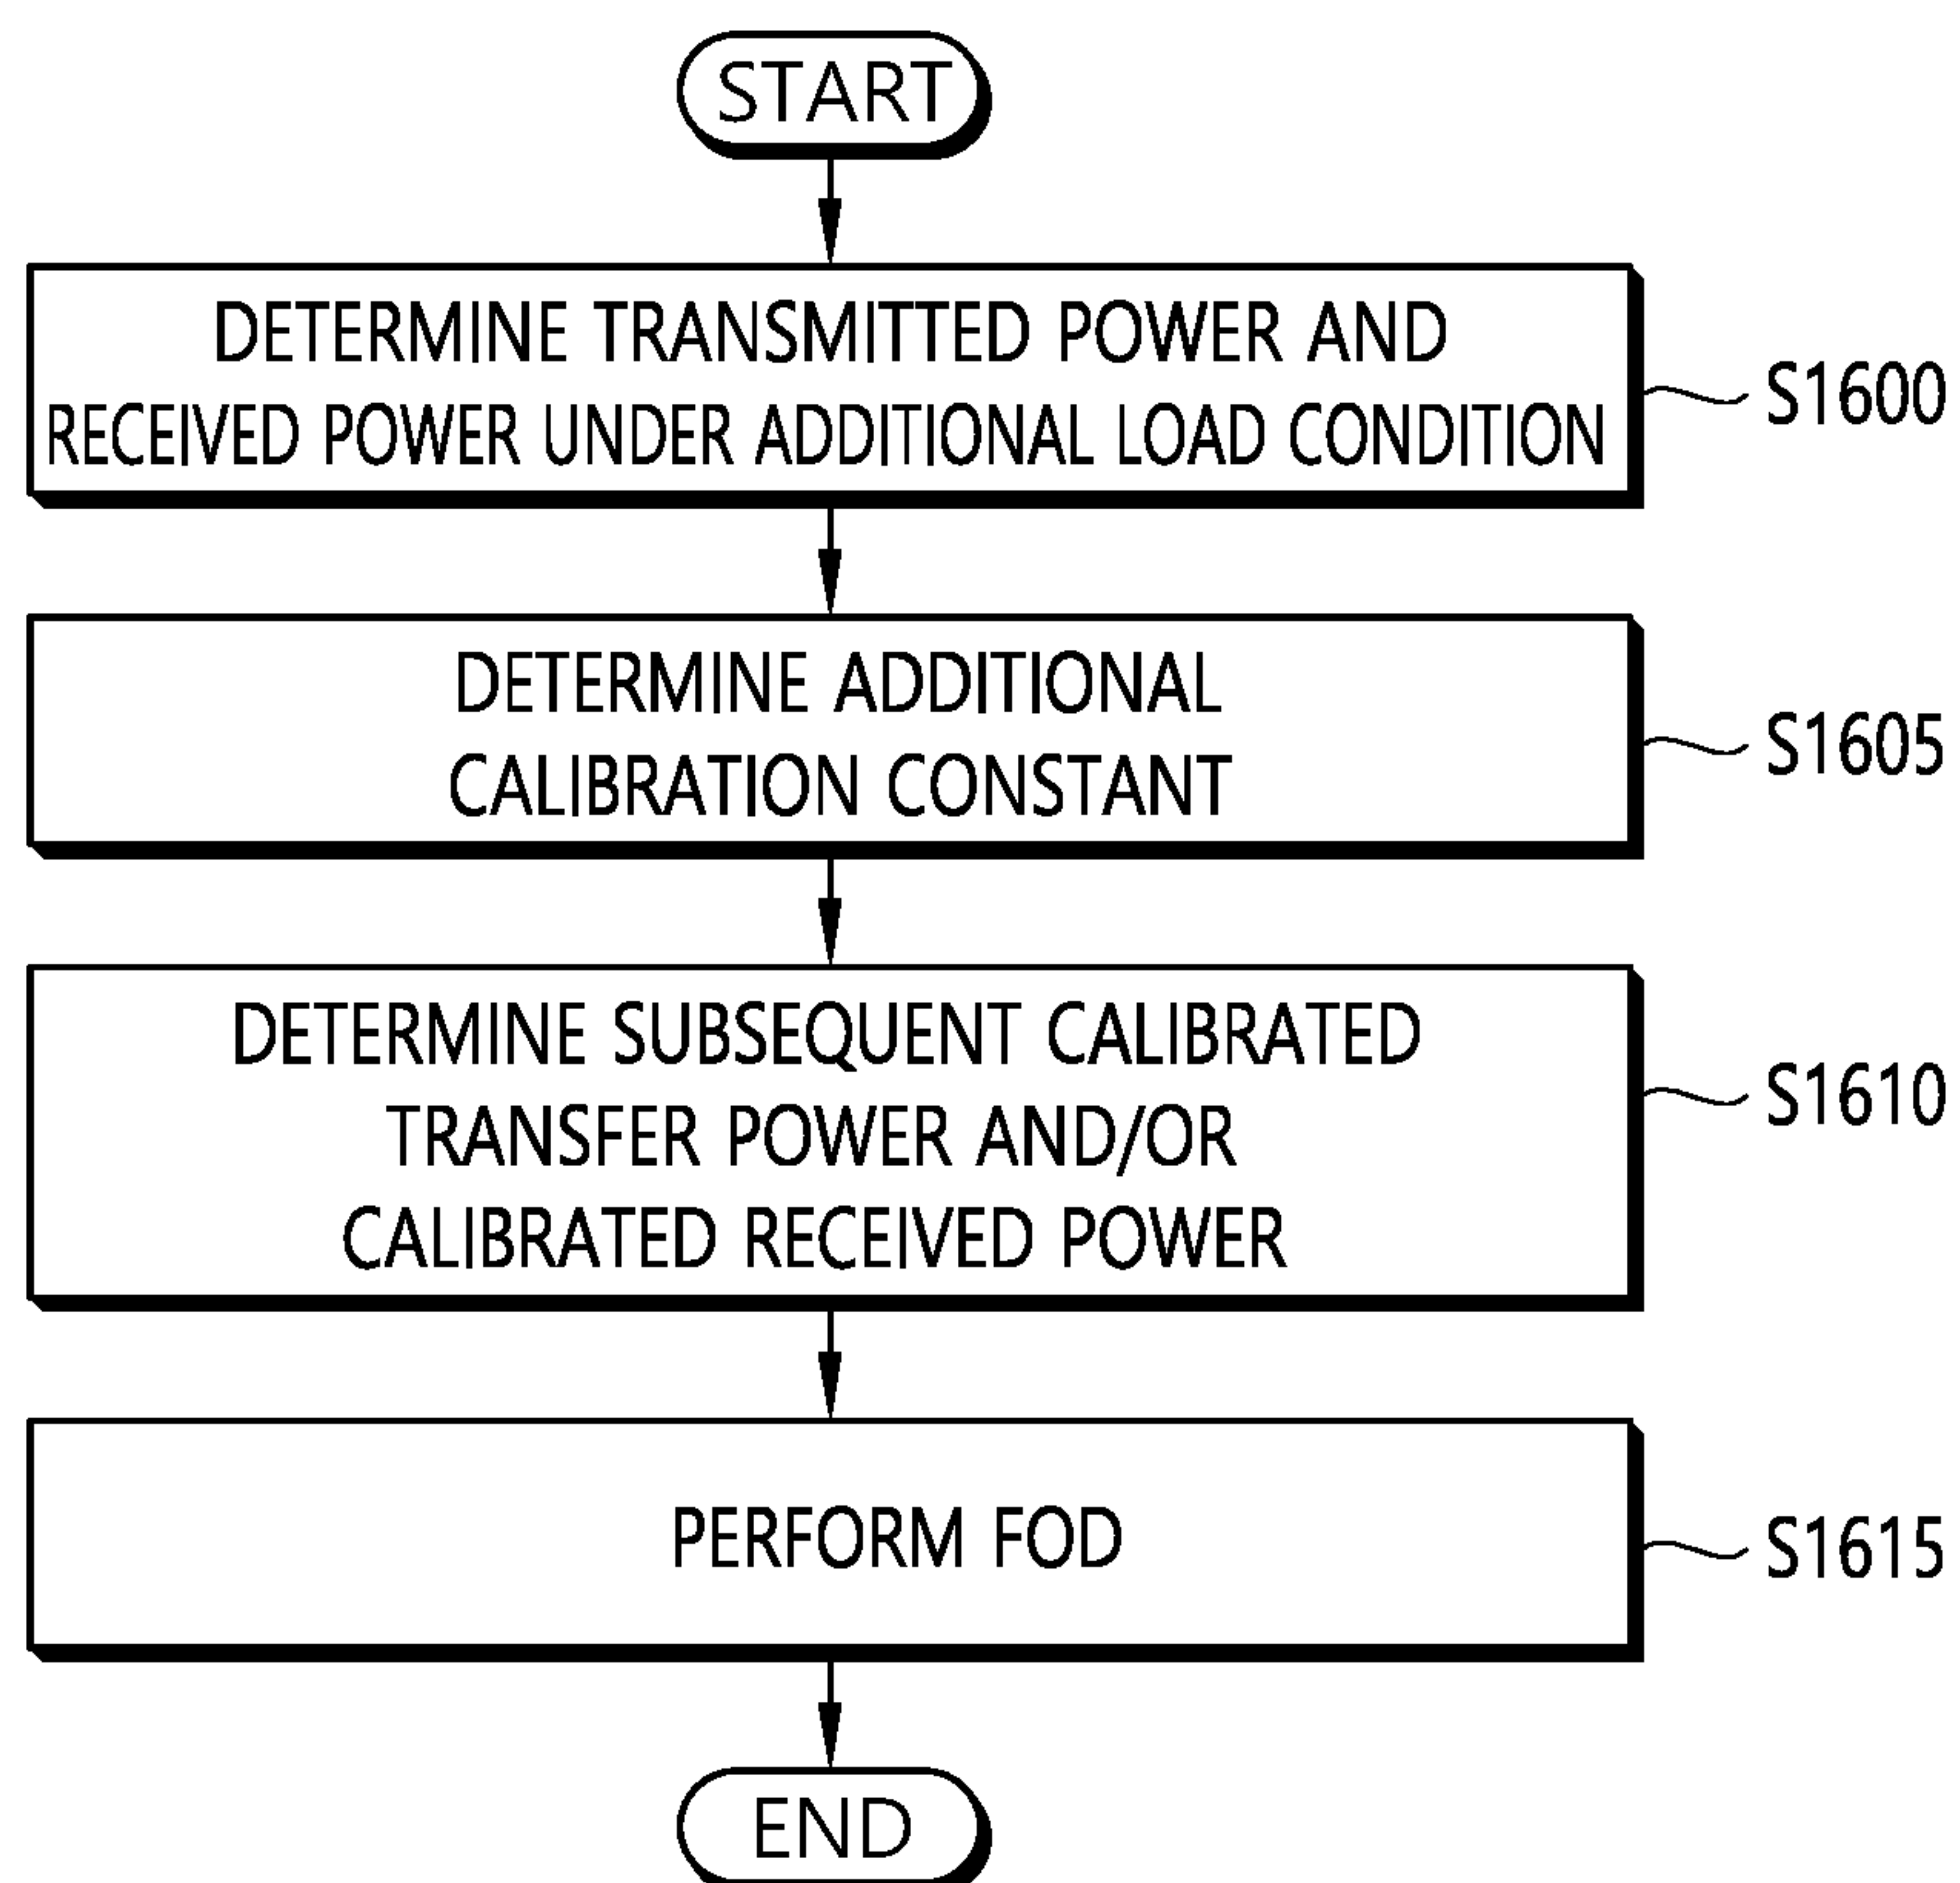 START
DETERMINE TRANSMITTED POWER AND
RECEIVED POWER UNDER ADDITIONAL LOAD CONDITION
S1600
DETERMINE ADDITIONAL
CALIBRATION CONSTANT
S1605
DETERMINE SUBSEQUENT CALIBRATED
TRANSFER POWER AND/OR
CALIBRATED RECEIVED POWER
S1610
PERFORM FOD
S1615
END